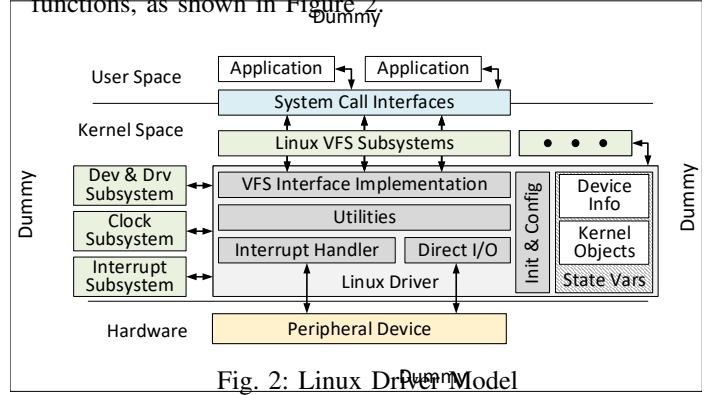 functions, as shown in Figure 2.
Dummy
User Space
Application
Application
System Call Interfaces
Kernel Space
Linux VFS Subsystems
• • •
Dummy
Dev & Drv
Subsystem
Clock
Subsystem
Interrupt
Subsystem
VFS Interface Implementation
Utilities
Interrupt Handler
Direct I/O
Linux Driver
Init & Config
Device
Info
Kernel
Objects
State Vars
Dummy
Hardware
Peripheral Device
Fig. 2: Linux Driver Model
Dummy